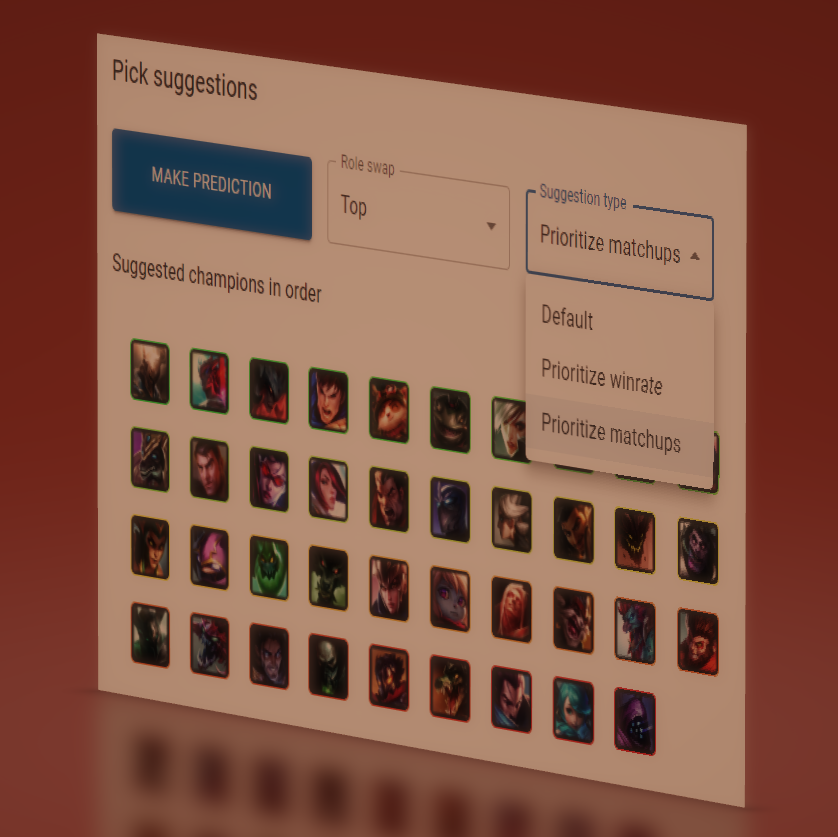 Pick suggestions
MAKE PREDICTION
Role swap
Top
Suggestion type
Prioritize matchups
Suggested champions in order
Default
Prioritize winrate
Prioritize matchups